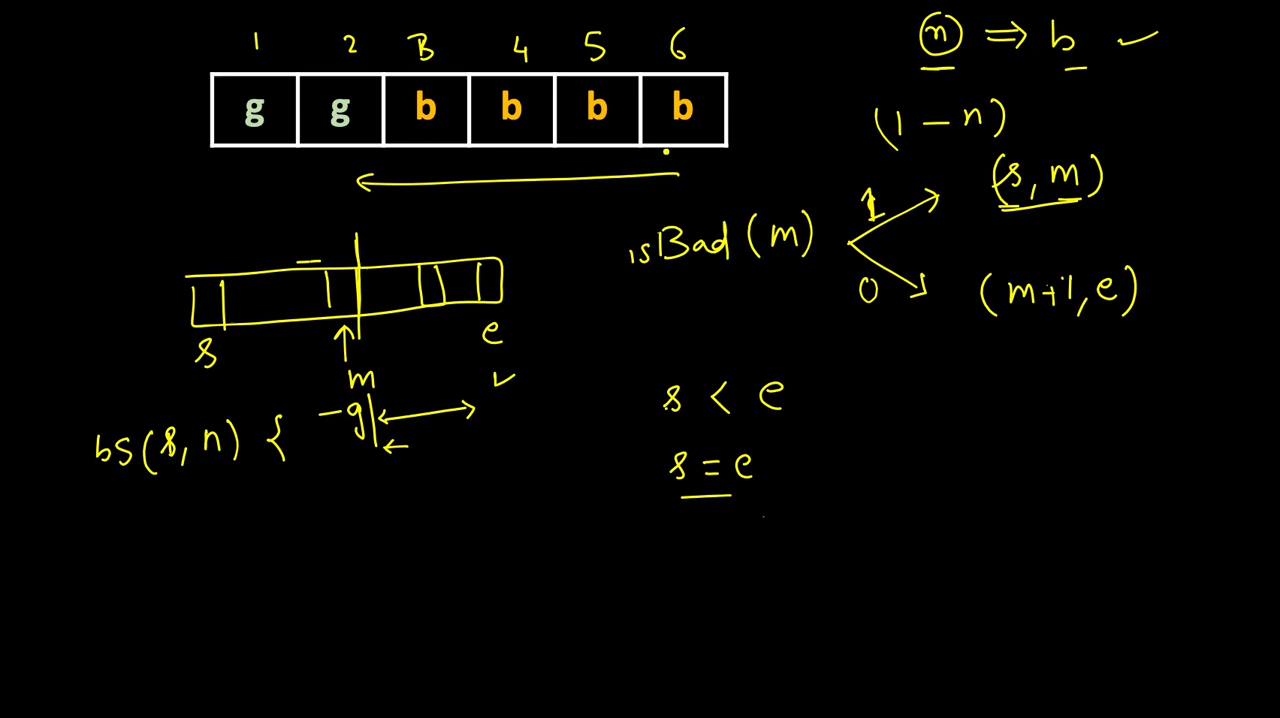 1 2 3 4 5 6
g g b b b b
n ⇒ b ✓
(1 - n)
isBad(m)
1 (s, m)
0 (m+1, e)
s e
m ✓
- g
bs(s, n) {
s < e
s = e